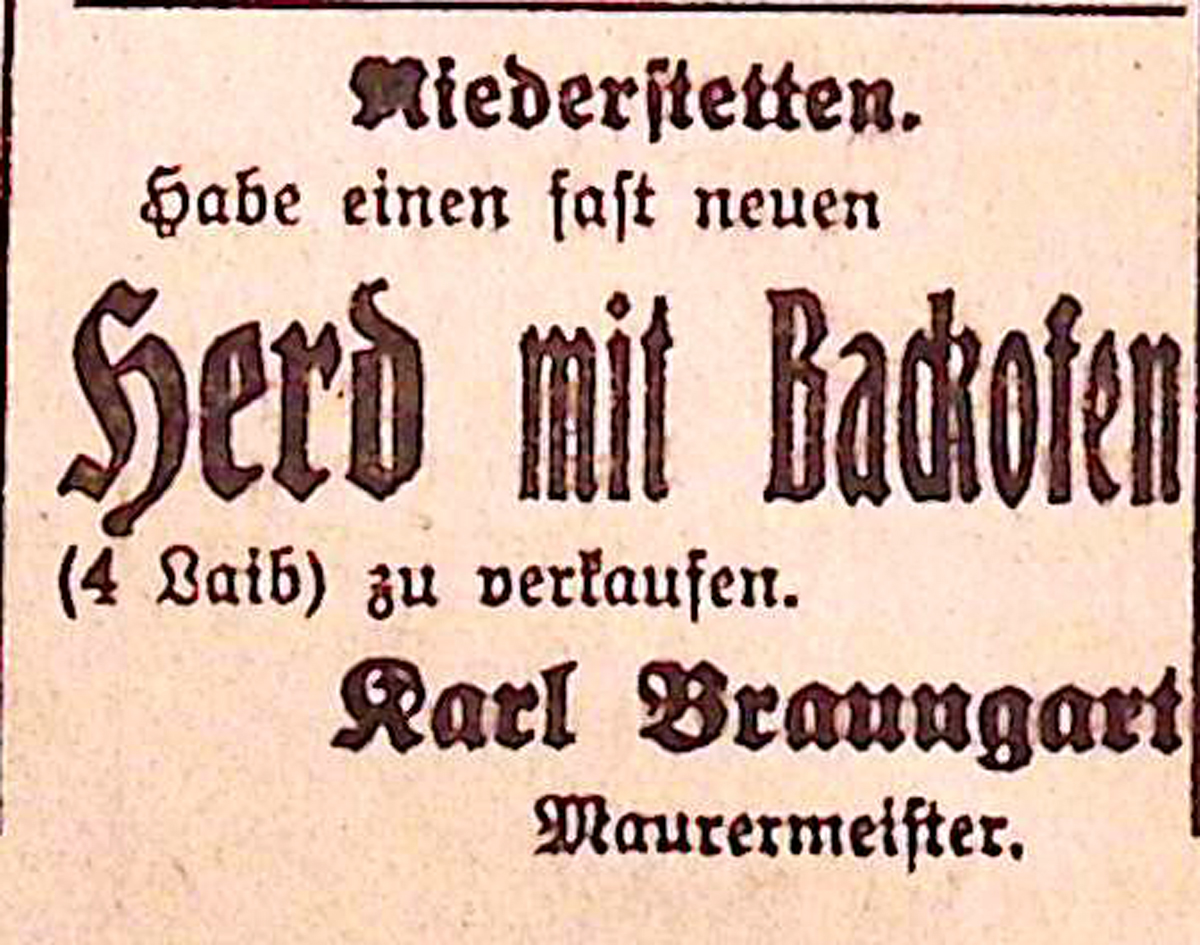 Niederstetten.
Habe einen fast neuen
Herd mit Backofen
(4 Laib) zu verkaufen.
Karl Braungart
Maurermeister.